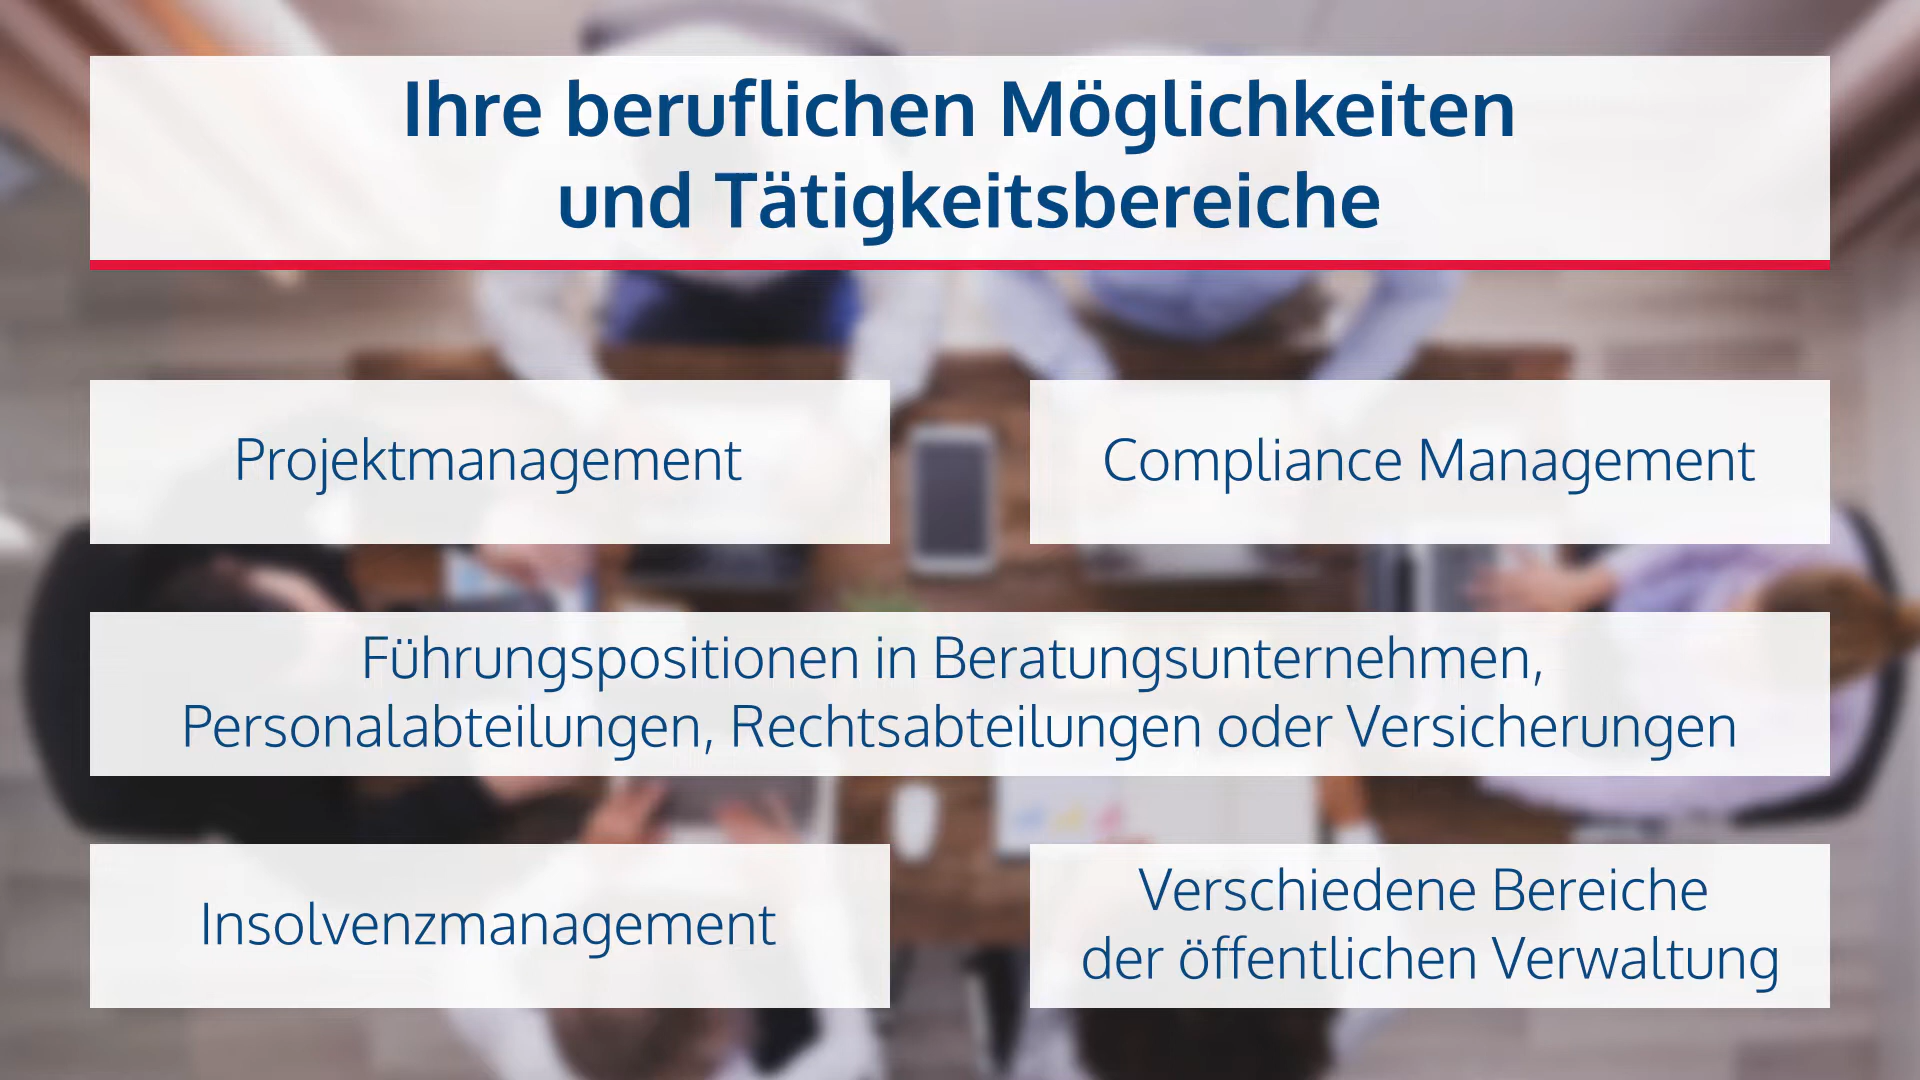 Ihre beruflichen Möglichkeiten
und Tätigkeitsbereiche
Projektmanagement
Compliance Management
Führungspositionen in Beratungsunternehmen,
Personalabteilungen, Rechtsabteilungen oder Versicherungen
Insolvenzmanagement
Verschiedene Bereiche
der öffentlichen Verwaltung